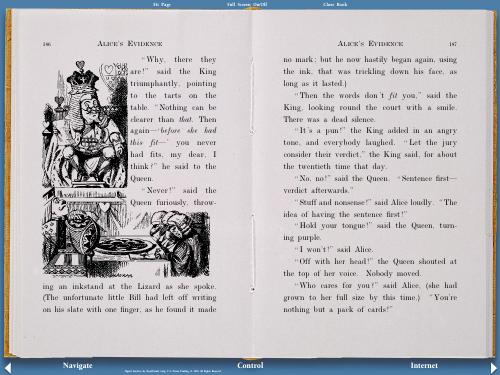 1st Page
Full Screen On/Off
Close Book
186
ALICE'S EVIDENCE
"Why, there they
are!" said the King
triumphantly, pointing
to the tarts on the
table. "Nothing can be
clearer than that. Then
again—'before she had
this fit—' you never
had fits, my dear, I
think?" he said to the
Queen.
"Never!" said the
Queen furiously, throw-
ing an inkstand at the Lizard as she spoke.
(The unfortunate little Bill had left off writing
on his slate with one finger, as he found it made
ALICE'S EVIDENCE
187
no mark; but he now hastily began again, using
the ink, that was trickling down his face, as
long as it lasted.)
"Then the words don't fit you," said the
King, looking round the court with a smile.
There was a dead silence.
"It's a pun!" the King added in an angry
tone, and everybody laughed. "Let the jury
consider their verdict," the King said, for about
the twentieth time that day.
"No, no!" said the Queen. "Sentence first—
verdict afterwards."
"Stuff and nonsense!" said Alice loudly. "The
idea of having the sentence first!"
"Hold your tongue!" said the Queen, turn-
ing purple.
"I won't!" said Alice.
"Off with her head!" the Queen shouted at
the top of her voice. Nobody moved.
"Who cares for you?" said Alice, (she had
grown to her full size by this time.) "You're
nothing but a pack of cards!"
Navigate
Control
Internet